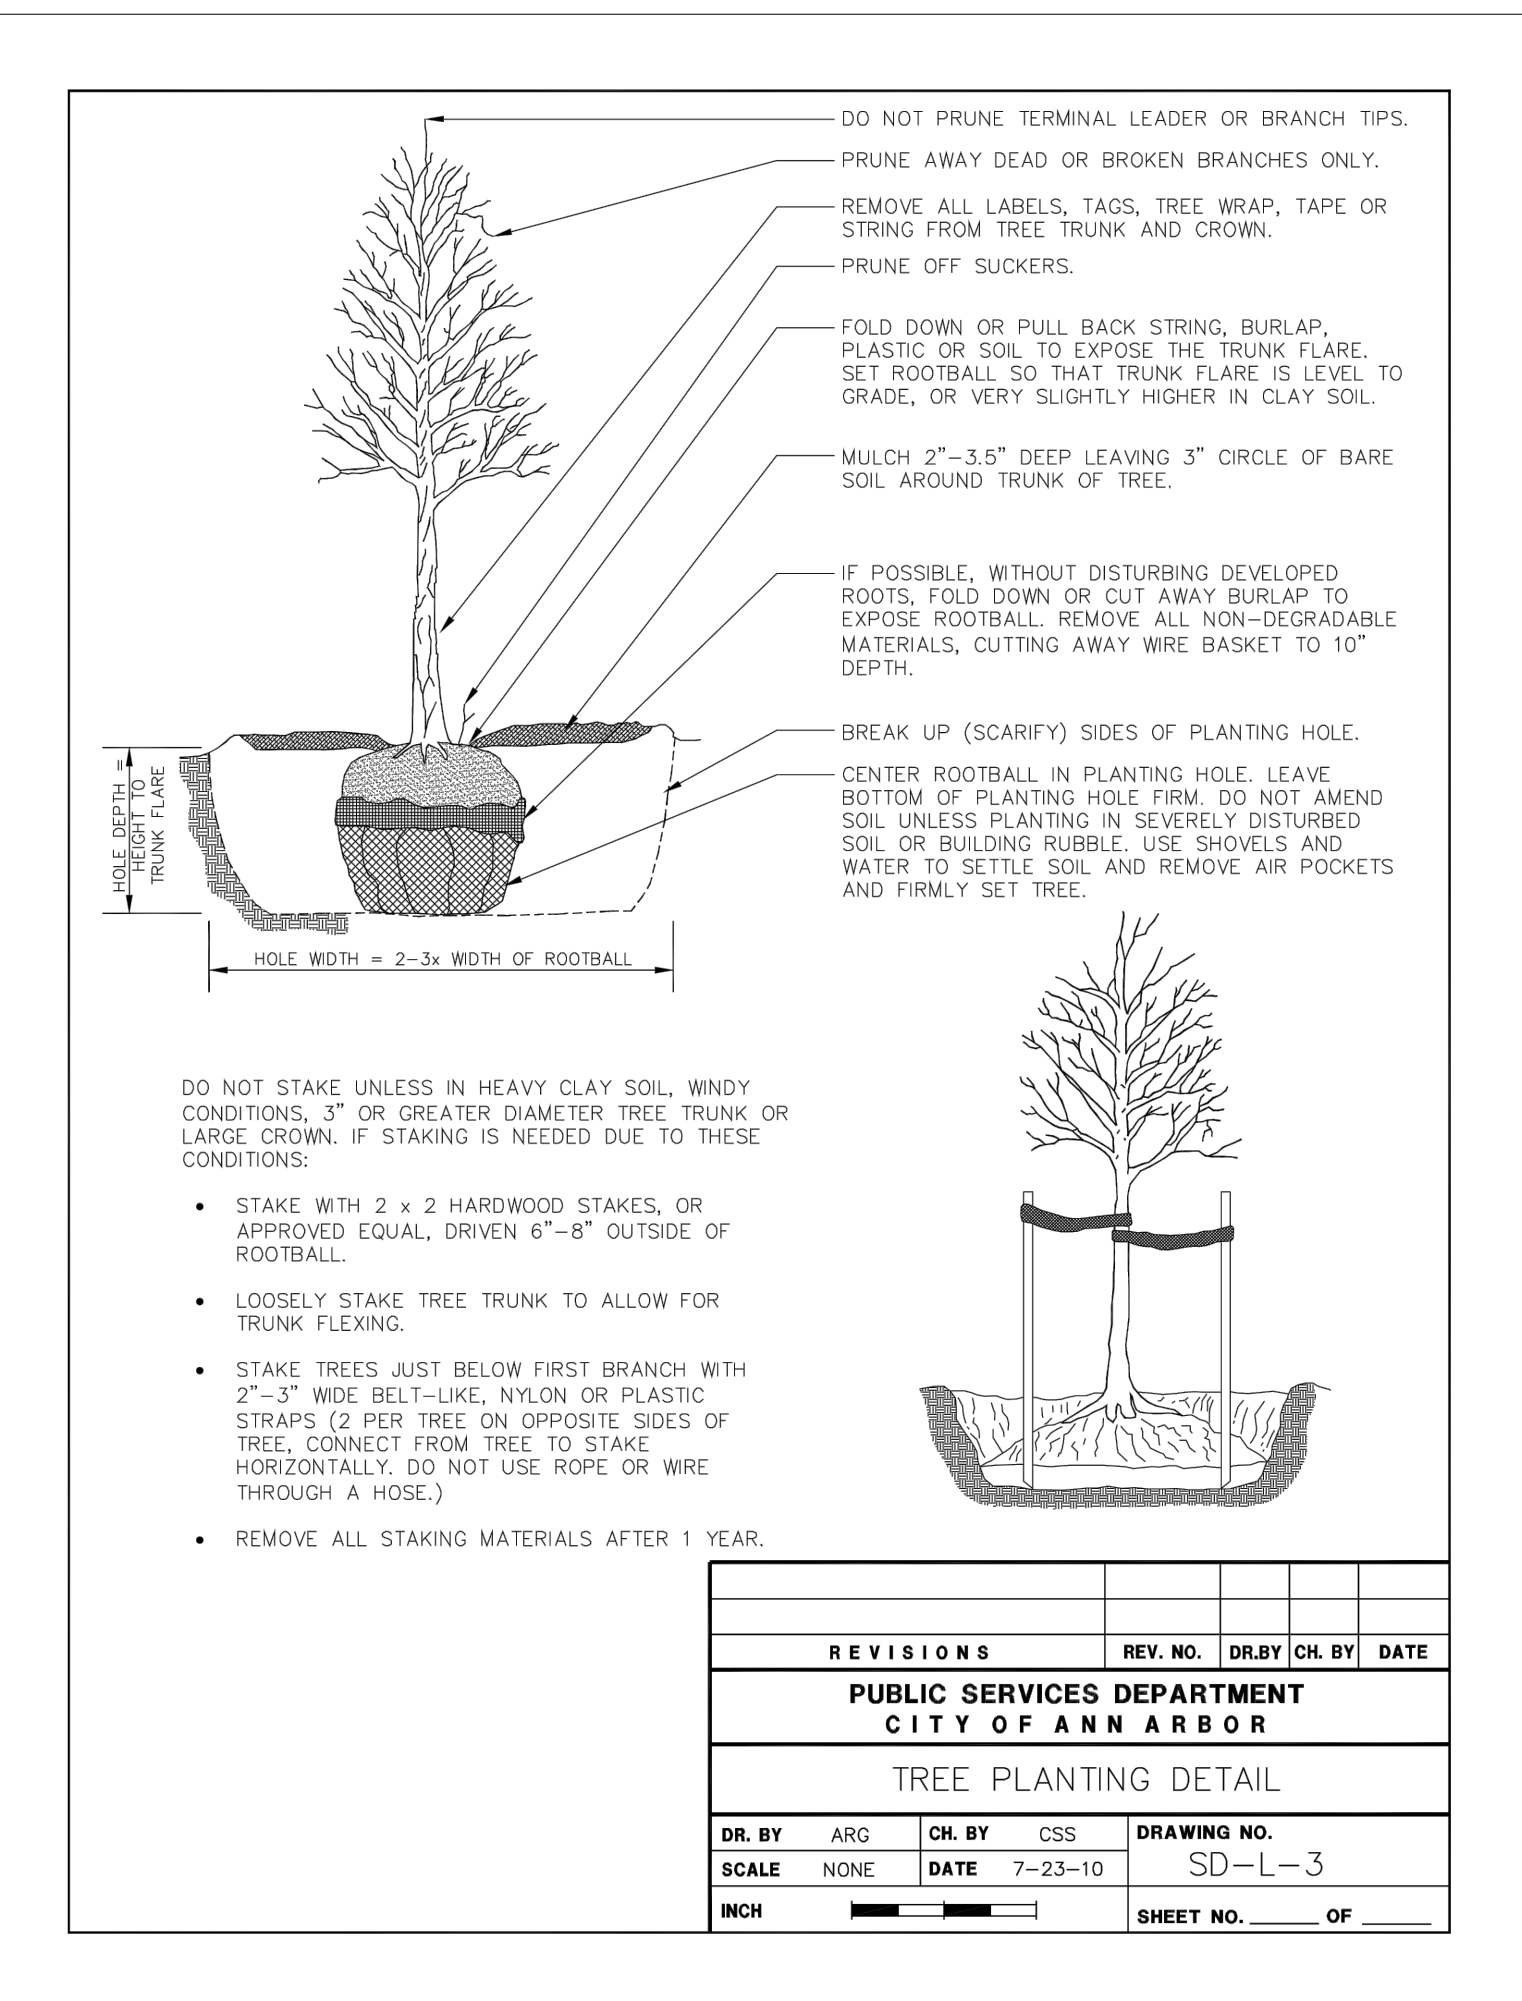 DO NOT PRUNE TERMINAL LEADER OR BRANCH TIPS.
PRUNE AWAY DEAD OR BROKEN BRANCHES ONLY.
REMOVE ALL LABELS, TAGS, TREE WRAP, TAPE OR
STRING FROM TREE TRUNK AND CROWN.
PRUNE OFF SUCKERS.
FOLD DOWN OR PULL BACK STRING, BURLAP,
PLASTIC OR SOIL TO EXPOSE THE TRUNK FLARE.
SET ROOTBALL SO THAT TRUNK FLARE IS LEVEL TO
GRADE, OR VERY SLIGHTLY HIGHER IN CLAY SOIL.
MULCH 2"-3.5" DEEP LEAVING 3" CIRCLE OF BARE
SOIL AROUND TRUNK OF TREE.
IF POSSIBLE, WITHOUT DISTURBING DEVELOPED
ROOTS, FOLD DOWN OR CUT AWAY BURLAP TO
EXPOSE ROOTBALL. REMOVE ALL NON-DEGRADABLE
MATERIALS, CUTTING AWAY WIRE BASKET TO 10"
DEPTH.
BREAK UP (SCARIFY) SIDES OF PLANTING HOLE.
CENTER ROOTBALL IN PLANTING HOLE. LEAVE
BOTTOM OF PLANTING HOLE FIRM. DO NOT AMEND
SOIL UNLESS PLANTING IN SEVERELY DISTURBED
SOIL OR BUILDING RUBBLE. USE SHOVELS AND
WATER TO SETTLE SOIL AND REMOVE AIR POCKETS
AND FIRMLY SET TREE.
HOLE DEPTH =
HEIGHT TO
TRUNK FLARE
HOLE WIDTH = 2-3x WIDTH OF ROOTBALL
DO NOT STAKE UNLESS IN HEAVY CLAY SOIL, WINDY
CONDITIONS, 3" OR GREATER DIAMETER TREE TRUNK OR
LARGE CROWN. IF STAKING IS NEEDED DUE TO THESE
CONDITIONS:
• STAKE WITH 2 x 2 HARDWOOD STAKES, OR
APPROVED EQUAL, DRIVEN 6"-8" OUTSIDE OF
ROOTBALL.
• LOOSELY STAKE TREE TRUNK TO ALLOW FOR
TRUNK FLEXING.
• STAKE TREES JUST BELOW FIRST BRANCH WITH
2"-3" WIDE BELT-LIKE, NYLON OR PLASTIC
STRAPS (2 PER TREE ON OPPOSITE SIDES OF
TREE, CONNECT FROM TREE TO STAKE
HORIZONTALLY. DO NOT USE ROPE OR WIRE
THROUGH A HOSE.)
• REMOVE ALL STAKING MATERIALS AFTER 1 YEAR.
REVISIONS REV. NO. DR.BY CH. BY DATE
PUBLIC SERVICES DEPARTMENT
CITY OF ANN ARBOR
TREE PLANTING DETAIL
DR. BY ARG CH. BY CSS DRAWING NO.
SCALE NONE DATE 7-23-10 SD-L-3
INCH SHEET NO. ______ OF ______